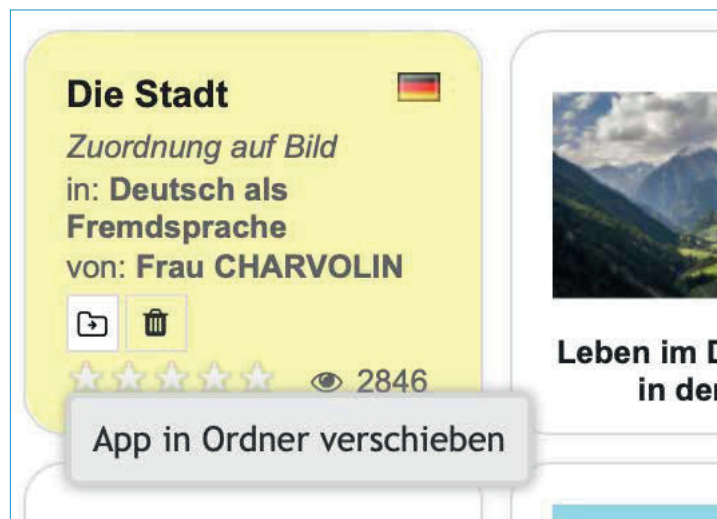 Die Stadt
Zuordnung auf Bild
in: Deutsch als
Fremdsprache
von: Frau CHARVOLIN
2846
App in Ordner verschieben
Leben im
in der